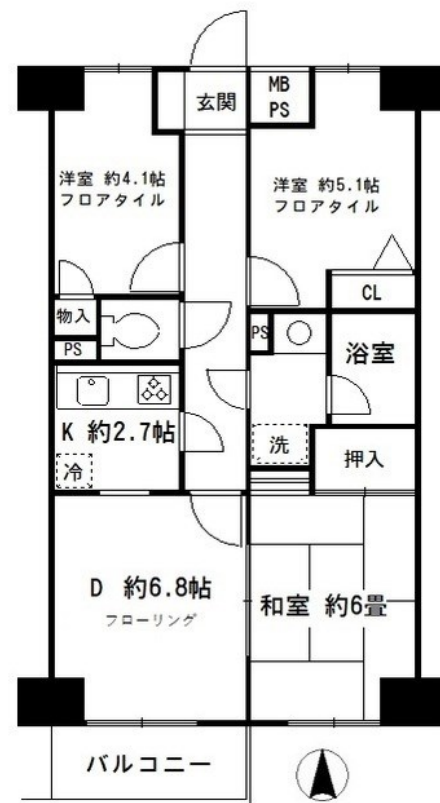 玄関
MB
PS
洋室 約4.1帖
フロアタイル
洋室 約5.1帖
フロアタイル
CL
物入
PS
PS
浴室
K 約2.7帖
冷
洗
押入
D 約6.8帖
フローリング
和室 約6畳
バルコニー